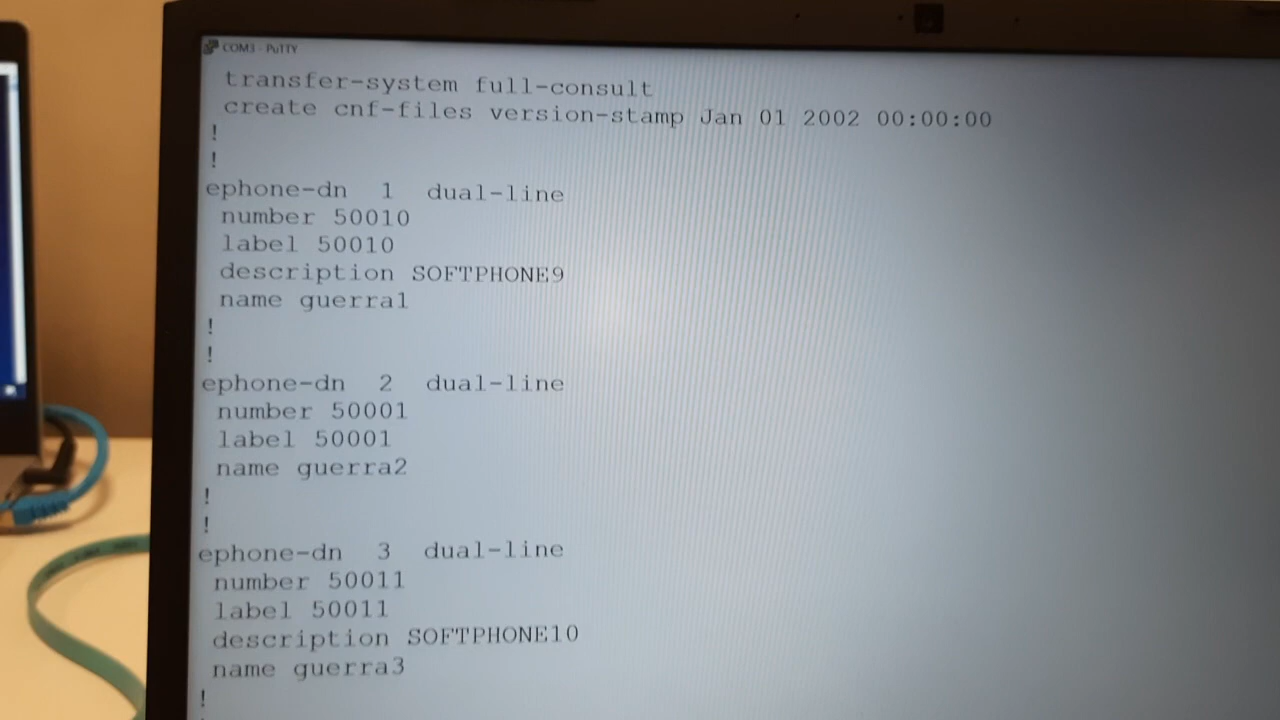 COM3 - PuTTY
transfer-system full-consult
create cnf-files version-stamp Jan 01 2002 00:00:00
!
!
ephone-dn  1  dual-line
number 50010
label 50010
description SOFTPHONE9
name guerra1
!
!
ephone-dn  2  dual-line
number 50001
label 50001
name guerra2
!
!
ephone-dn  3  dual-line
number 50011
label 50011
description SOFTPHONE10
name guerra3
!